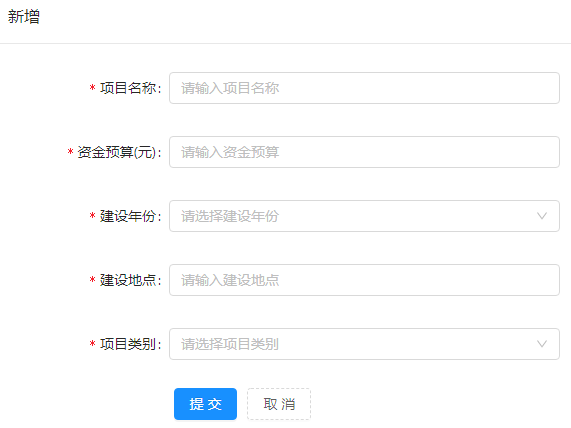 新增
* 项目名称: 请输入项目名称
* 资金预算(元): 请输入资金预算
* 建设年份: 请选择建设年份
* 建设地点: 请输入建设地点
* 项目类别: 请选择项目类别
提 交 取 消